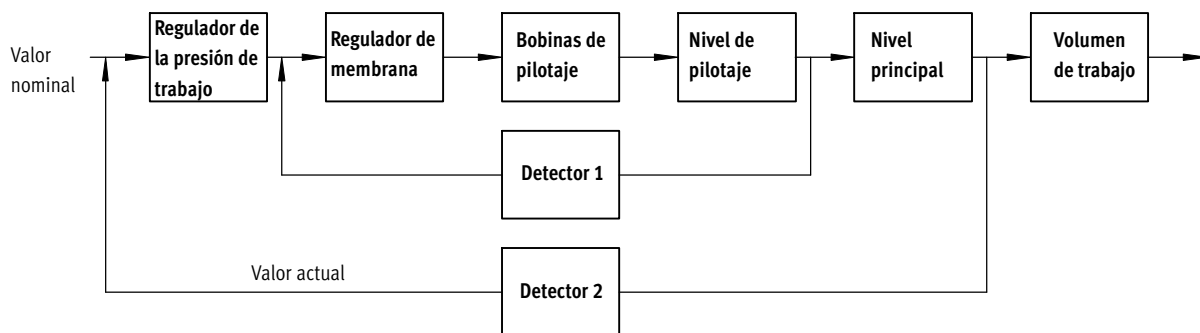 Valor
nominal
Regulador de
la presión de
trabajo
Regulador de
membrana
Bobinas de
pilotaje
Nivel de
pilotaje
Nivel
principal
Volumen
de trabajo
Detector 1
Valor actual
Detector 2